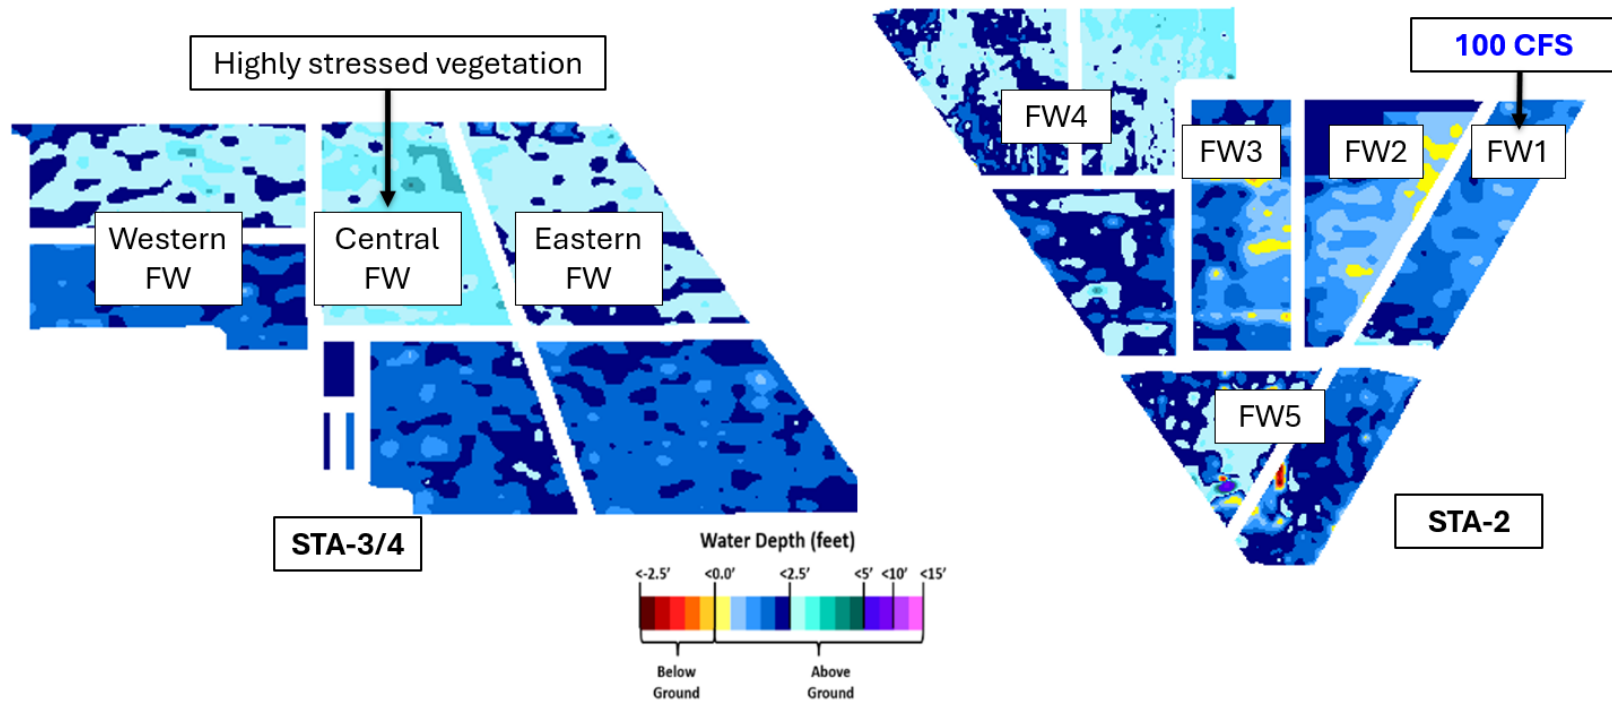 Highly stressed vegetation
100 CFS
FW4
FW3
FW2
FW1
Western
FW
Central
FW
Eastern
FW
FW5
STA-3/4
STA-2
Water Depth (feet)
<-2.5' <0.0' <2.5' <5' <10' <15'
Below
Ground
Above
Ground